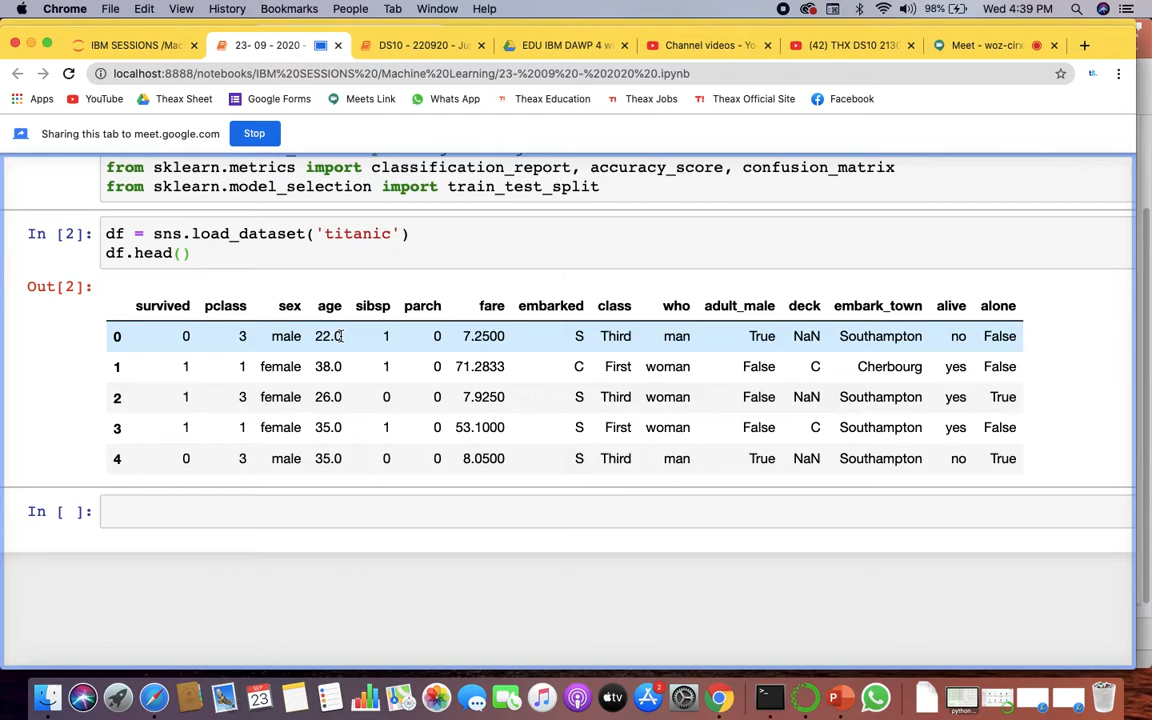 Chrome File Edit View History Bookmarks People Tab Window Help 98% Wed 4:39 PM
IBM SESSIONS /Mac 23- 09 - 2020 - DS10 - 220920 - Ju EDU IBM DAWP 4 w Channel videos - Yo (42) THX DS10 213 Meet - woz-cirx
localhost:8888/notebooks/IBM%20SESSIONS%20/Machine%20Learning/23-%2009%20-%202020%20.ipynb
Apps YouTube Theax Sheet Google Forms Meets Link Whats App Theax Education Theax Jobs Theax Official Site Facebook
Sharing this tab to meet.google.com Stop
from sklearn.metrics import classification_report, accuracy_score, confusion_matrix
from sklearn.model_selection import train_test_split
In [2]: df = sns.load_dataset('titanic')
df.head()
Out[2]:
survived pclass sex age sibsp parch fare embarked class who adult_male deck embark_town alive alone
0 0 3 male 22.0 1 0 7.2500 S Third man True NaN Southampton no False
1 1 1 female 38.0 1 0 71.2833 C First woman False C Cherbourg yes False
2 1 3 female 26.0 0 0 7.9250 S Third woman False NaN Southampton yes True
3 1 1 female 35.0 1 0 53.1000 S First woman False C Southampton yes False
4 0 3 male 35.0 0 0 8.0500 S Third man True NaN Southampton no True
In [ ]: